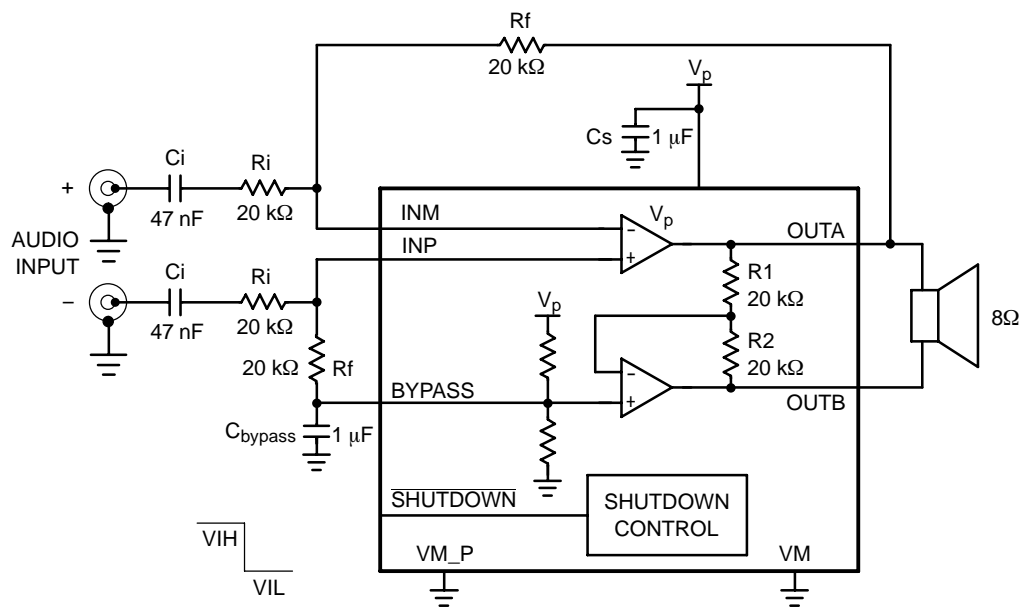 Rf
20 kΩ
Vp
Cs
1 μF
Ci
Ri
+
47 nF
20 kΩ
AUDIO
INPUT
INM
INP
Vp
−
+
OUTA
R1
20 kΩ
Ci
Ri
−
47 nF
20 kΩ
Vp
R2
20 kΩ
8Ω
20 kΩ
Rf
BYPASS
−
+
OUTB
Cbypass
1 μF
SHUTDOWN
SHUTDOWN
CONTROL
VIH
VIL
VM_P
VM